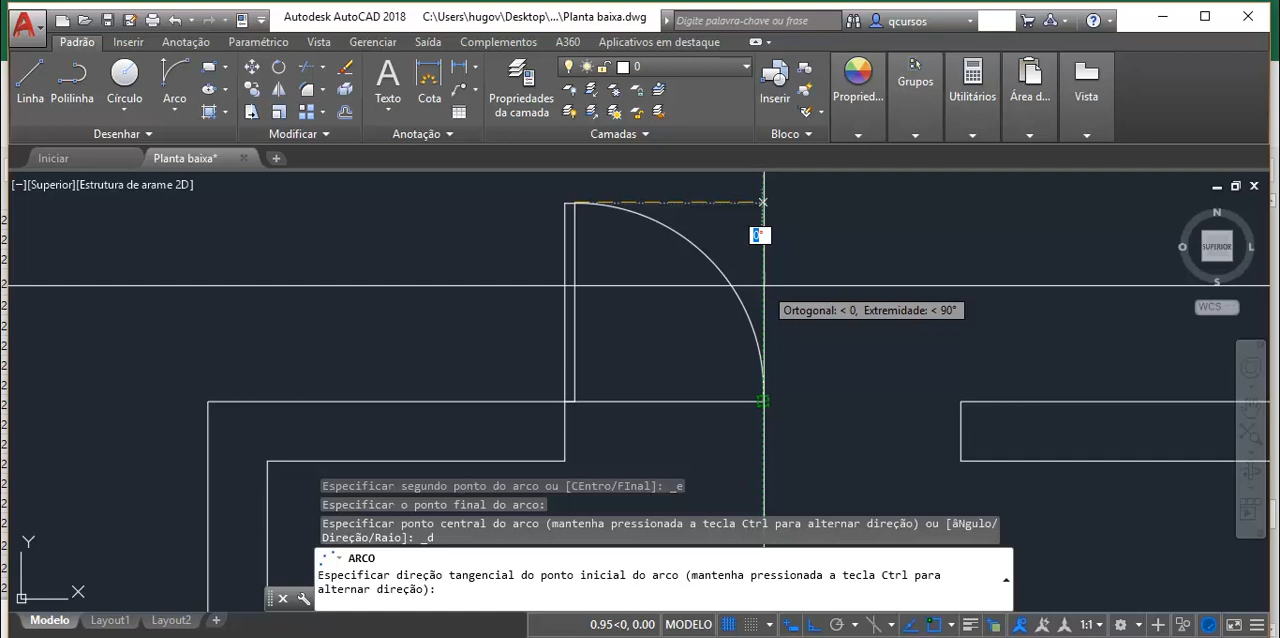 Autodesk AutoCAD 2018 C:\Users\hugov\Desktop\...\Planta baixa.dwg
Digite palavra-chave ou frase
qcursos
Padrão Inserir Anotação Paramétrico Vista Gerenciar Saída Complementos A360 Aplicativos em destaque
Linha Polilinha Círculo Arco
Texto Cota
Propriedades
da camada
0
Inserir
Propried...
Grupos
Utilitários
Área d...
Vista
Desenhar Modificar Anotação Camadas Bloco
Iniciar Planta baixa*
[−][Superior][Estrutura de arame 2D]
N
O SUPERIOR L
S
WCS
0°
Ortogonal: < 0, Extremidade: < 90°
Especificar segundo ponto do arco ou [CEntro/FInal]: _e
Especificar o ponto final do arco:
Especificar ponto central do arco (mantenha pressionada a tecla Ctrl para alternar direção) ou [âNgulo/
Direção/Raio]: _d
ARCO
Especificar direção tangencial do ponto inicial do arco (mantenha pressionada a tecla Ctrl para
alternar direção):
Y
X
Modelo Layout1 Layout2
0.95<0, 0.00 MODELO 1:1